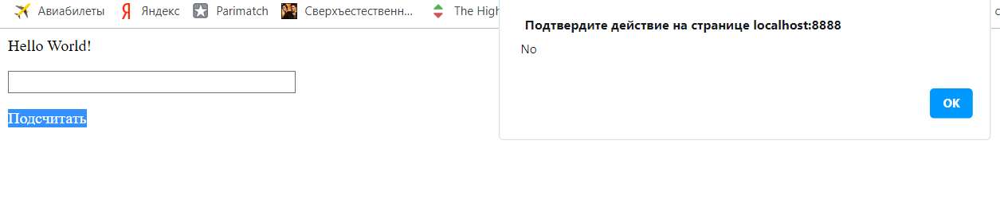 Авиабилеты Яндекс Parimatch Сверхъестественн... The High
Подтвердите действие на странице localhost:8888
Hello World!
No
OK
Подсчитать